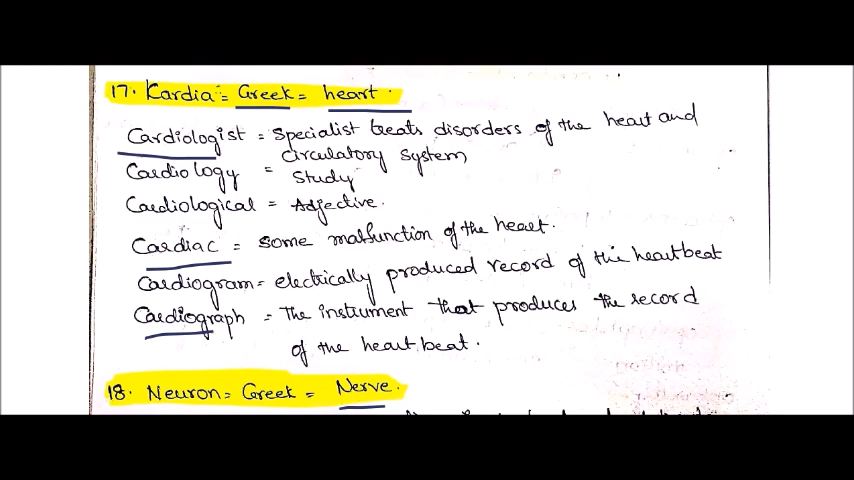 17. Kardia = Greek = heart.
Cardiologist = Specialist treats disorders of the heart and
circulatory system
Cardiology = Study
Cardiological = Adjective.
Cardiac = Some malfunction of the heart.
Cardiogram = electrically produced record of the heartbeat
Cardiograph = The instrument that produces the record
of the heart beat.
18. Neuron = Greek = Nerve.